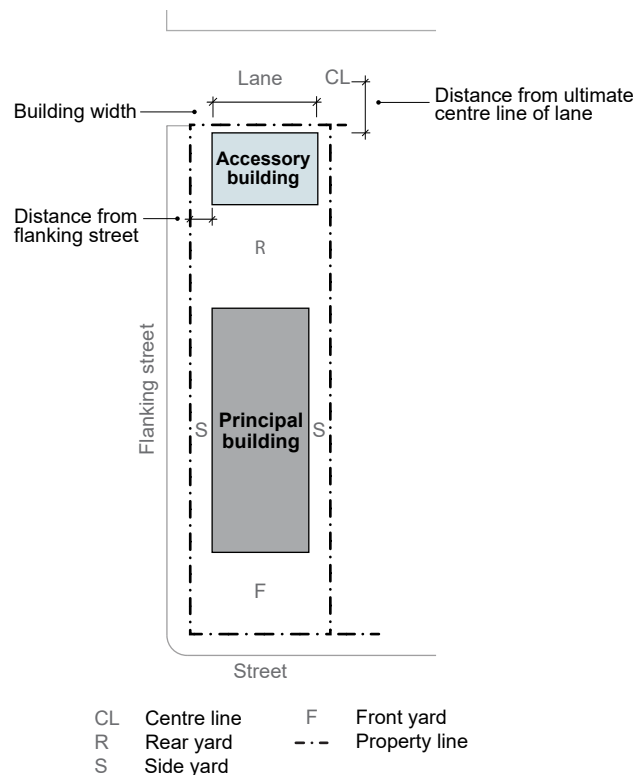 Lane
CL
Building width
Distance from ultimate
centre line of lane
Accessory
building
Distance from
flanking street
R
Flanking street
S
Principal
building
S
F
Street
CL Centre line
F Front yard
R Rear yard
Property line
S Side yard